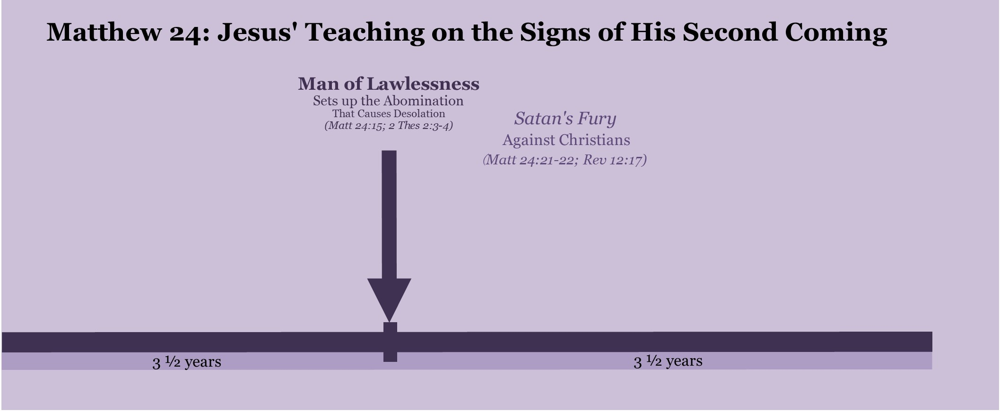 Matthew 24: Jesus' Teaching on the Signs of His Second Coming
Man of Lawlessness
Sets up the Abomination
That Causes Desolation
(Matt 24:15; 2 Thes 2:3-4)
Satan's Fury
Against Christians
(Matt 24:21-22; Rev 12:17)
3 ½ years
3 ½ years